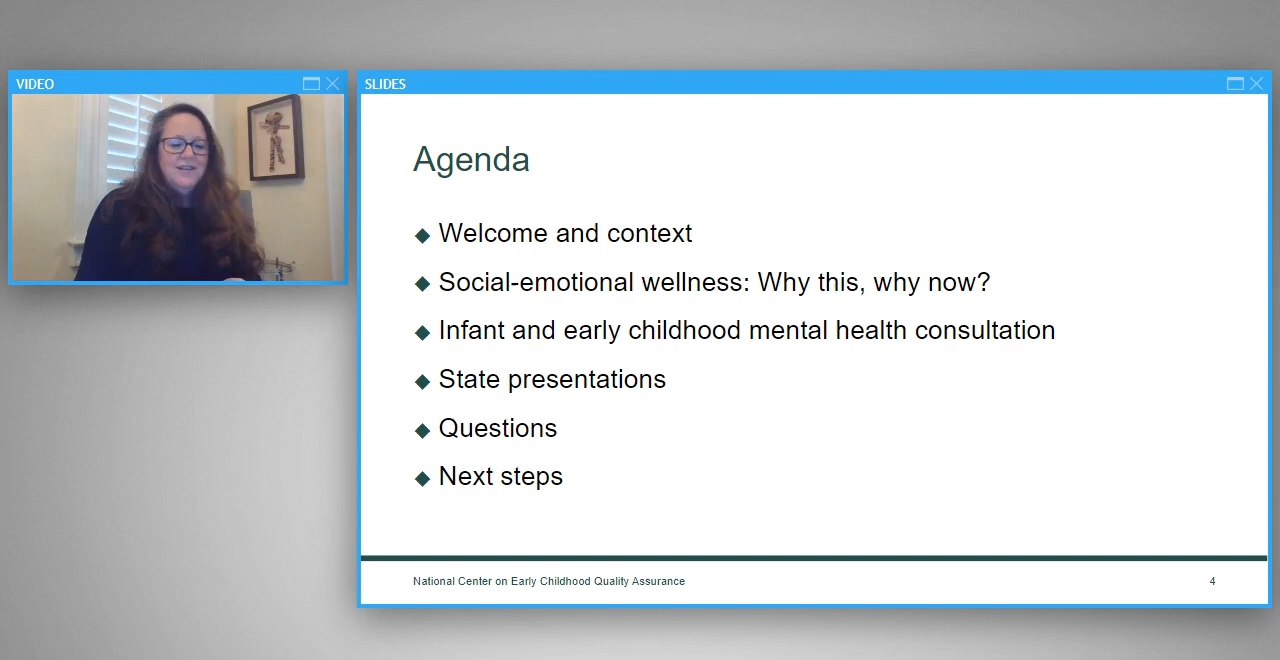 VIDEO
SLIDES
Agenda
Welcome and context
Social-emotional wellness: Why this, why now?
Infant and early childhood mental health consultation
State presentations
Questions
Next steps
National Center on Early Childhood Quality Assurance
4